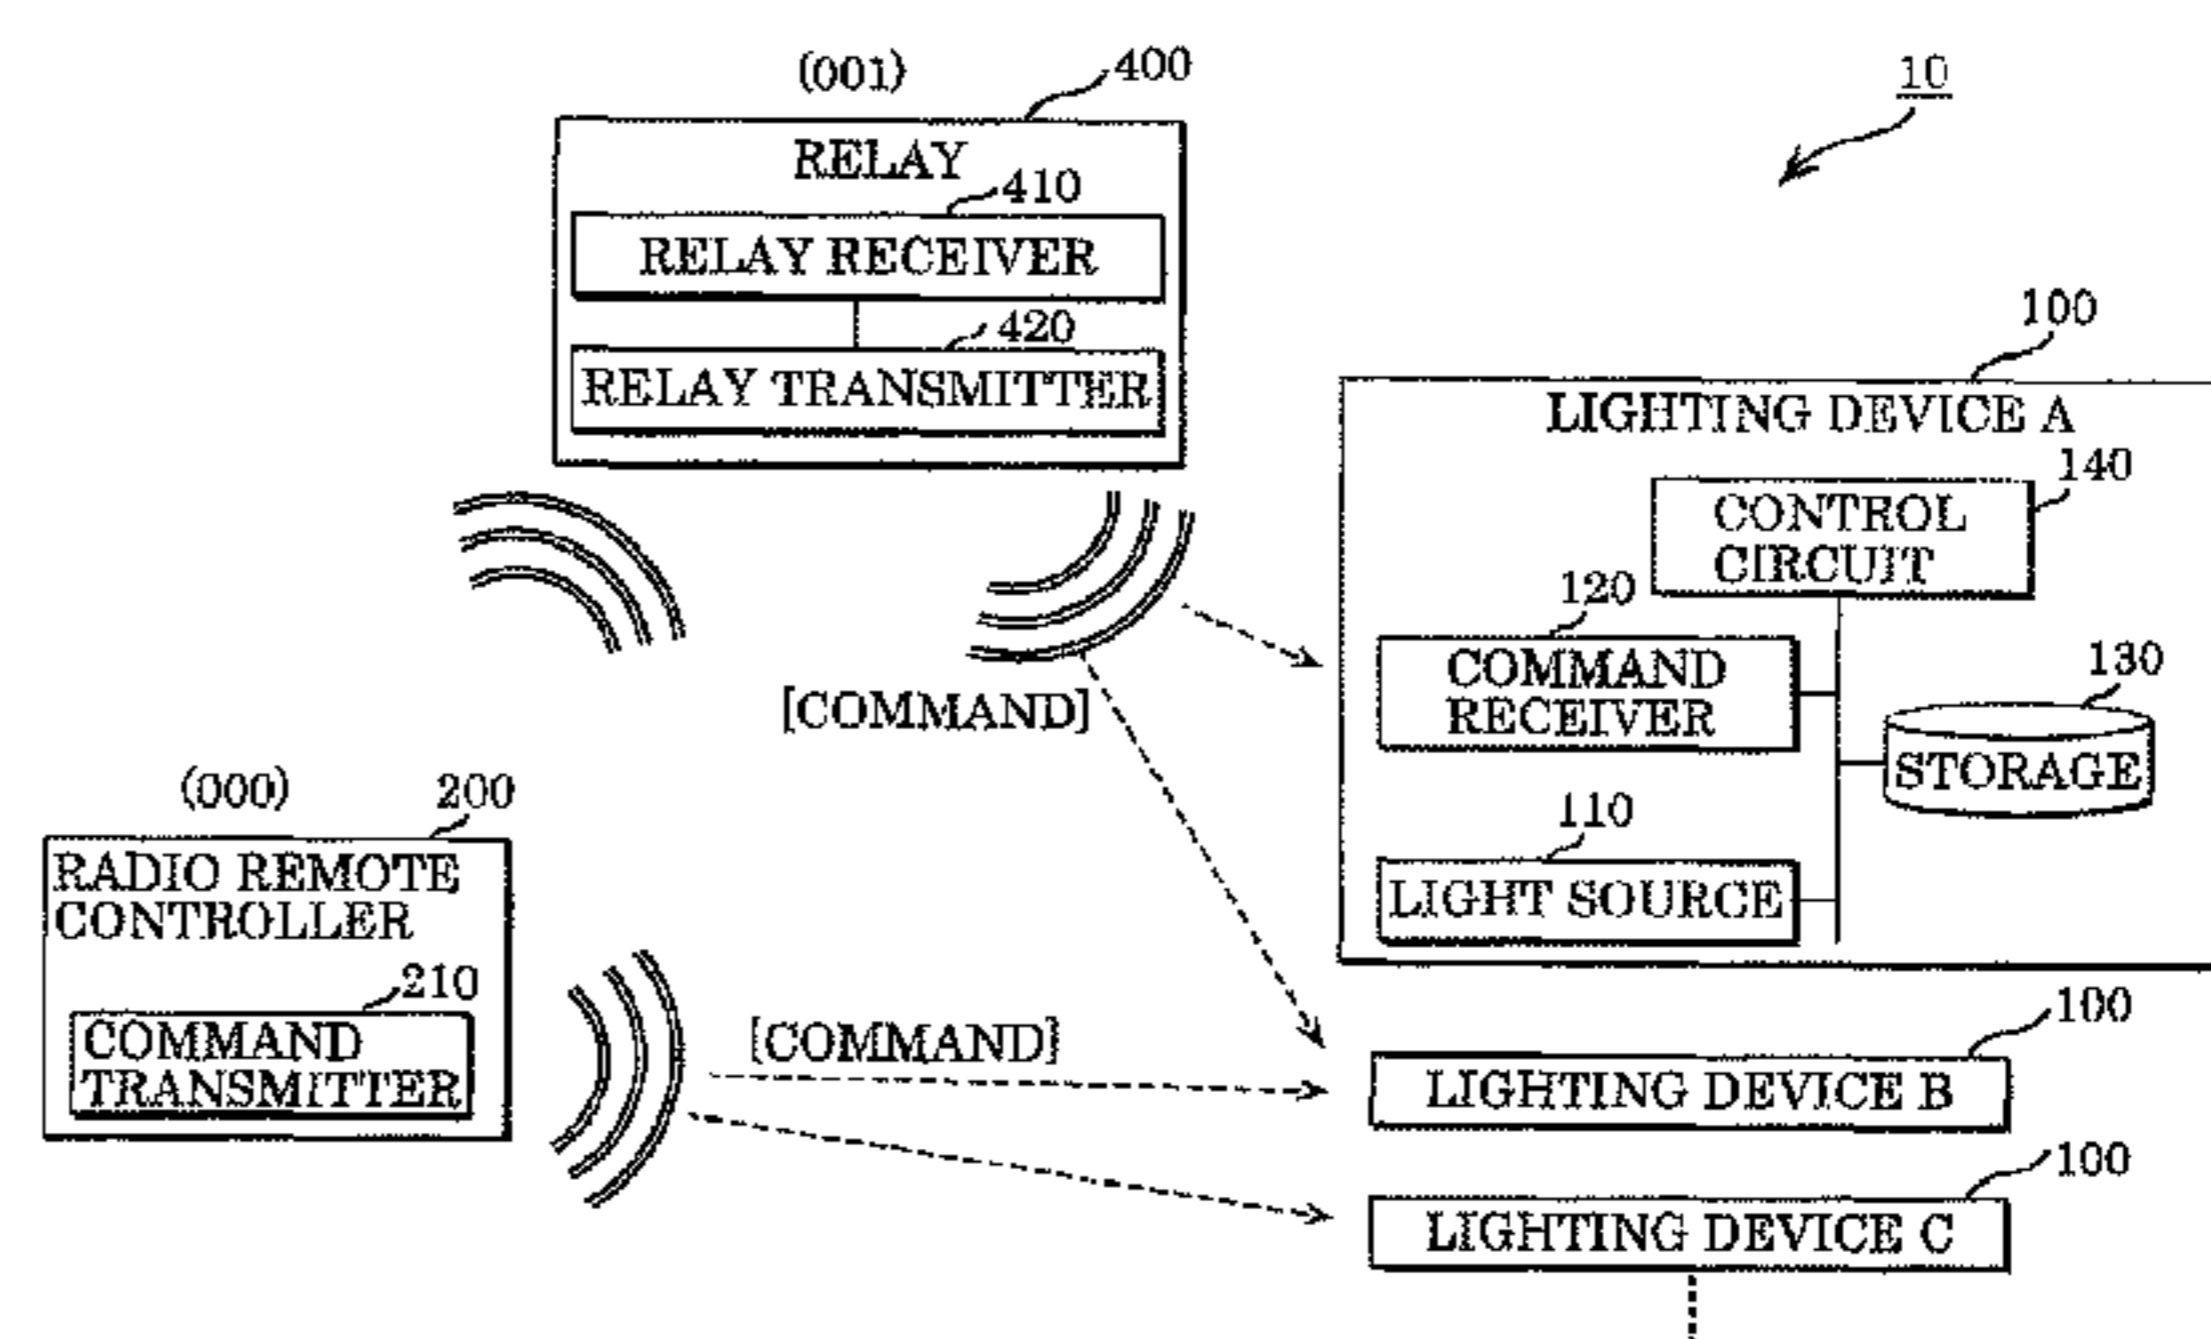 (001)
400
10
RELAY
410
RELAY RECEIVER
420
RELAY TRANSMITTER
100
LIGHTING DEVICE A
140
CONTROL
CIRCUIT
120
COMMAND
RECEIVER
130
STORAGE
110
LIGHT SOURCE
[COMMAND]
(000)
200
RADIO REMOTE
CONTROLLER
210
COMMAND
TRANSMITTER
[COMMAND]
100
LIGHTING DEVICE B
100
LIGHTING DEVICE C